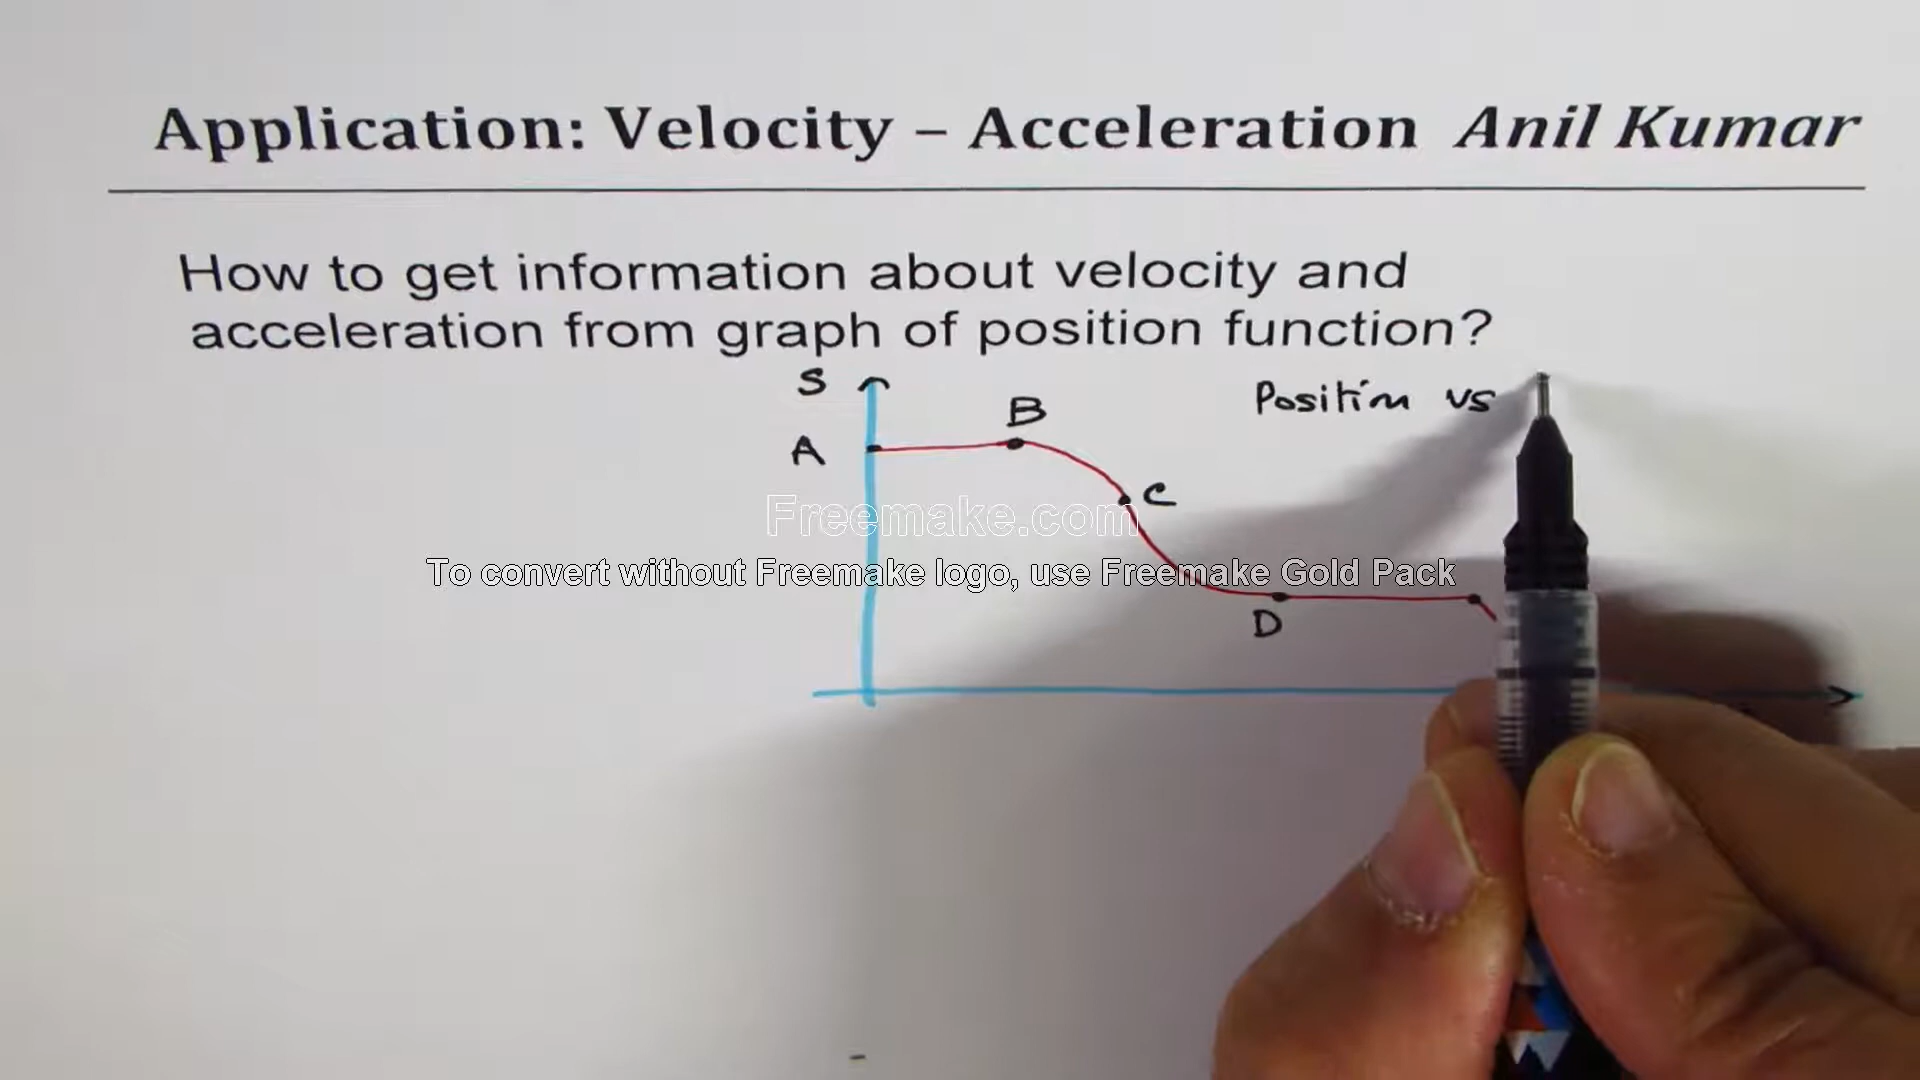 Application: Velocity – Acceleration Anil Kumar
How to get information about velocity and
acceleration from graph of position function?
S
Position vs
B
A
C
Freemake.com
To convert without Freemake logo, use Freemake Gold Pack
D